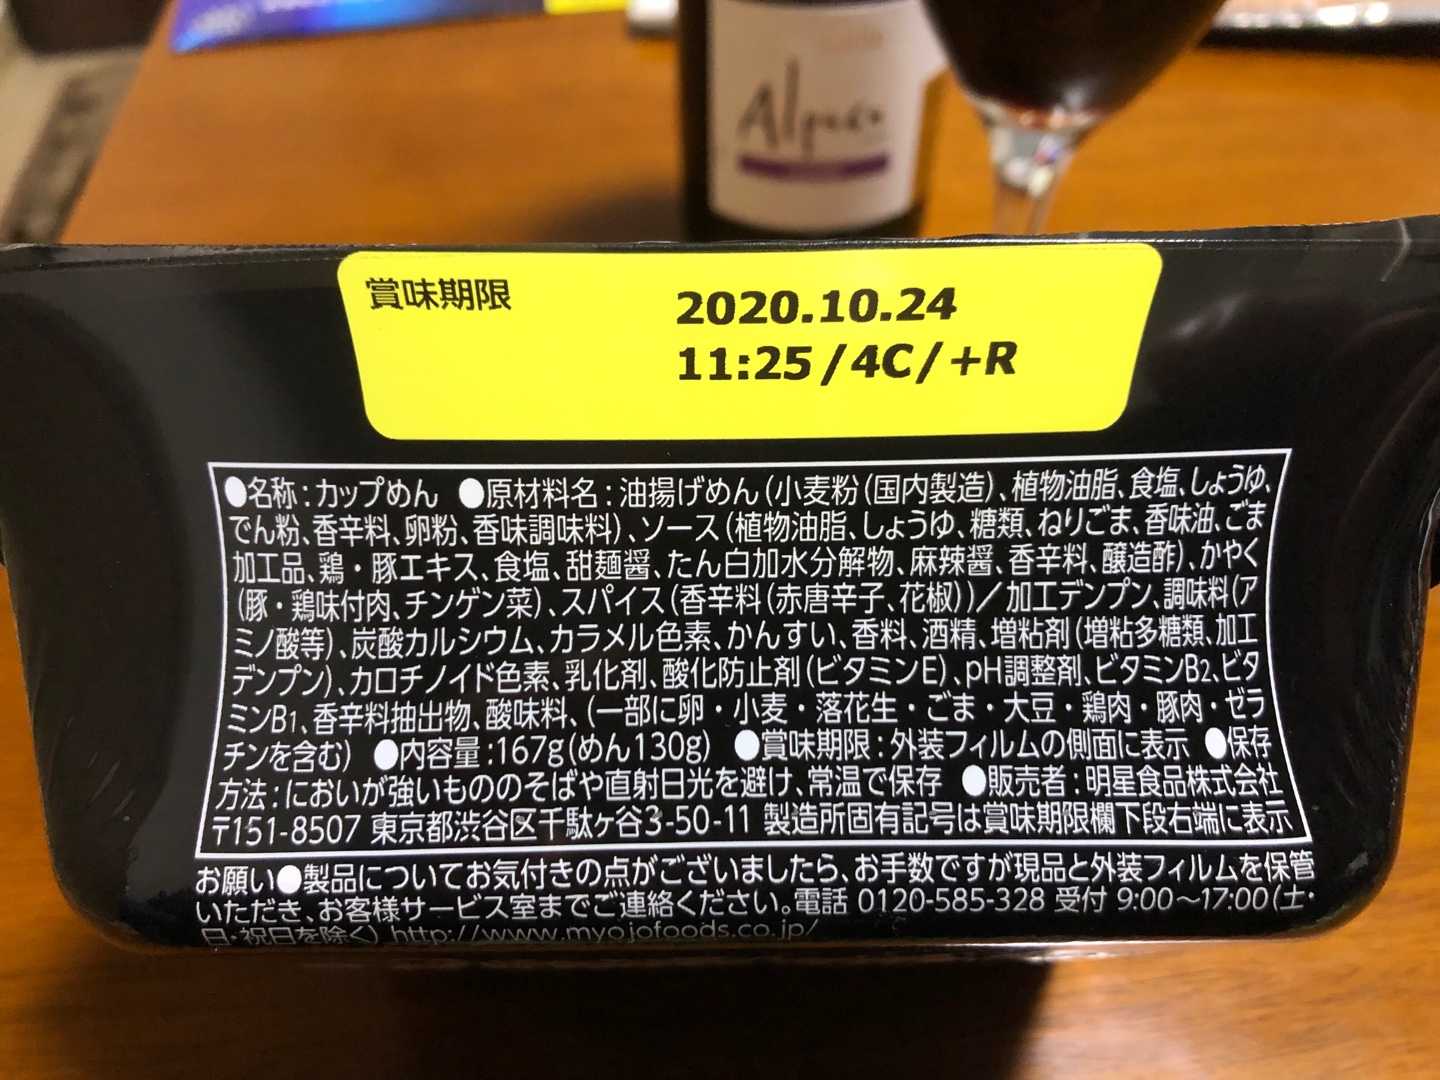 Alpaca
賞味期限
2020.10.24
11:25/4C/+R
●名称:カップめん ●原材料名:油揚げめん(小麦粉(国内製造)、植物油脂、食塩、しょうゆ、
でん粉、香辛料、卵粉、香味調味料)、ソース(植物油脂、しょうゆ、糖類、ねりごま、香味油、ごま
加工品、鶏・豚エキス、食塩、甜麺醤、たん白加水分解物、麻辣醤、香辛料、醸造酢)、かやく
(豚・鶏味付肉、チンゲン菜)、スパイス(香辛料(赤唐辛子、花椒))/加工デンプン、調味料(ア
ミノ酸等)、炭酸カルシウム、カラメル色素、かんすい、香料、酒精、増粘剤(増粘多糖類、加工
デンプン)、カロチノイド色素、乳化剤、酸化防止剤(ビタミンE)、pH調整剤、ビタミンB2、ビタ
ミンB1、香辛料抽出物、酸味料、(一部に卵・小麦・落花生・ごま・大豆・鶏肉・豚肉・ゼラ
チンを含む) ●内容量:167g(めん130g) ●賞味期限:外装フィルムの側面に表示 ●保存
方法:においが強いもののそばや直射日光を避け、常温で保存 ●販売者:明星食品株式会社
〒151-8507 東京都渋谷区千駄ヶ谷3-50-11 製造所固有記号は賞味期限欄下段右端に表示
お願い●製品についてお気付きの点がございましたら、お手数ですが現品と外装フィルムを保管
いただき、お客様サービス室までご連絡ください。電話 0120-585-328 受付 9:00〜17:00(土・
日・祝日を除く) http://www.myojofoods.co.jp/